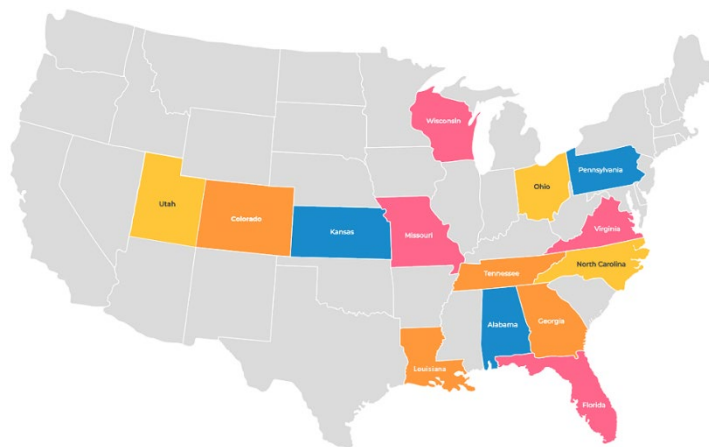 Wisconsin
Ohio
Pennsylvania
Utah
Colorado
Kansas
Missouri
Virginia
Tennessee
North Carolina
Alabama
Georgia
Louisiana
Florida